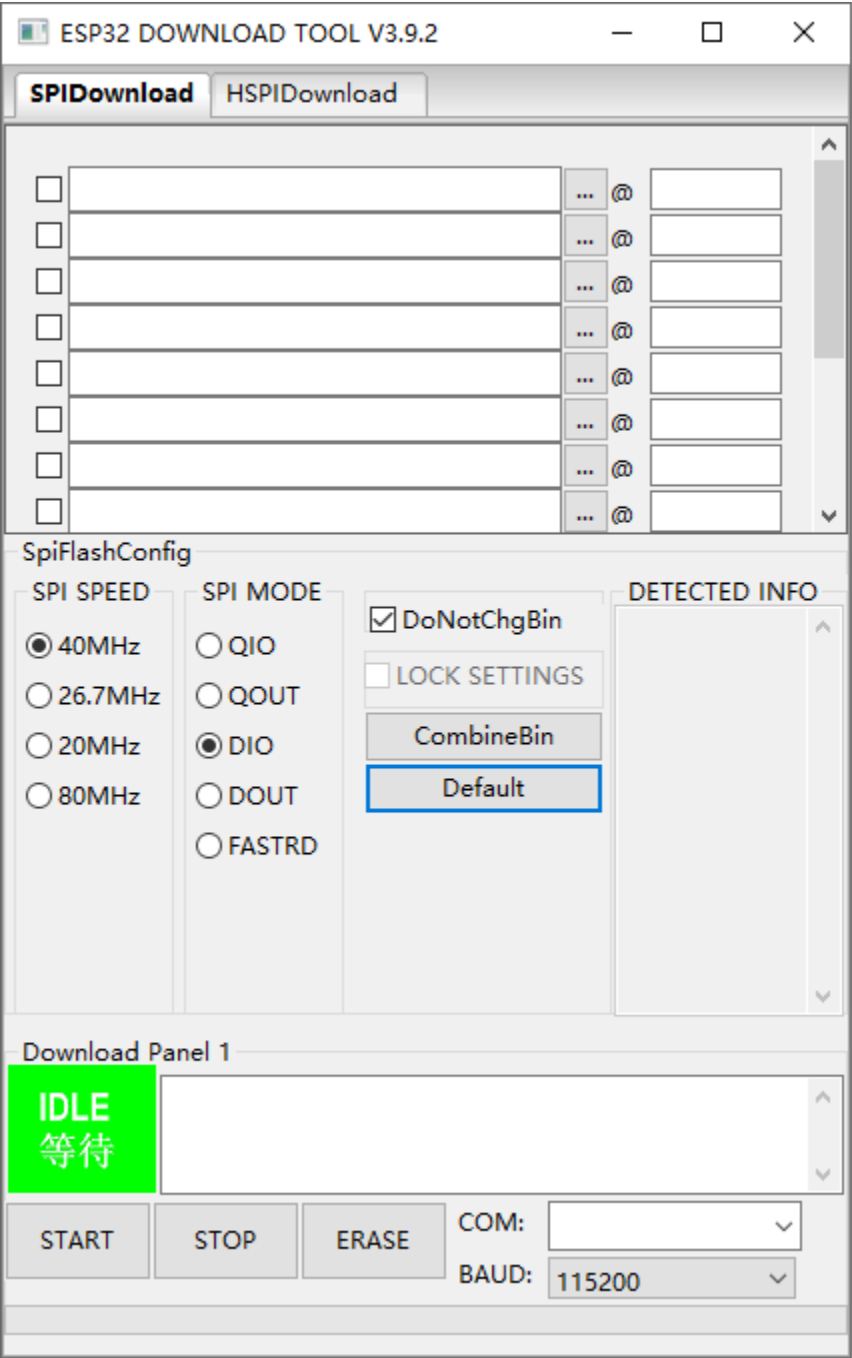 ESP32 DOWNLOAD TOOL V3.9.2
SPIDownload HSPIDownload
... @
... @
... @
... @
... @
... @
... @
... @
SpiFlashConfig
SPI SPEED
40MHz
26.7MHz
20MHz
80MHz
SPI MODE
QIO
QOUT
DIO
DOUT
FASTRD
DoNotChgBin
LOCK SETTINGS
CombineBin
Default
DETECTED INFO
Download Panel 1
IDLE
等待
START STOP ERASE
COM:
BAUD: 115200